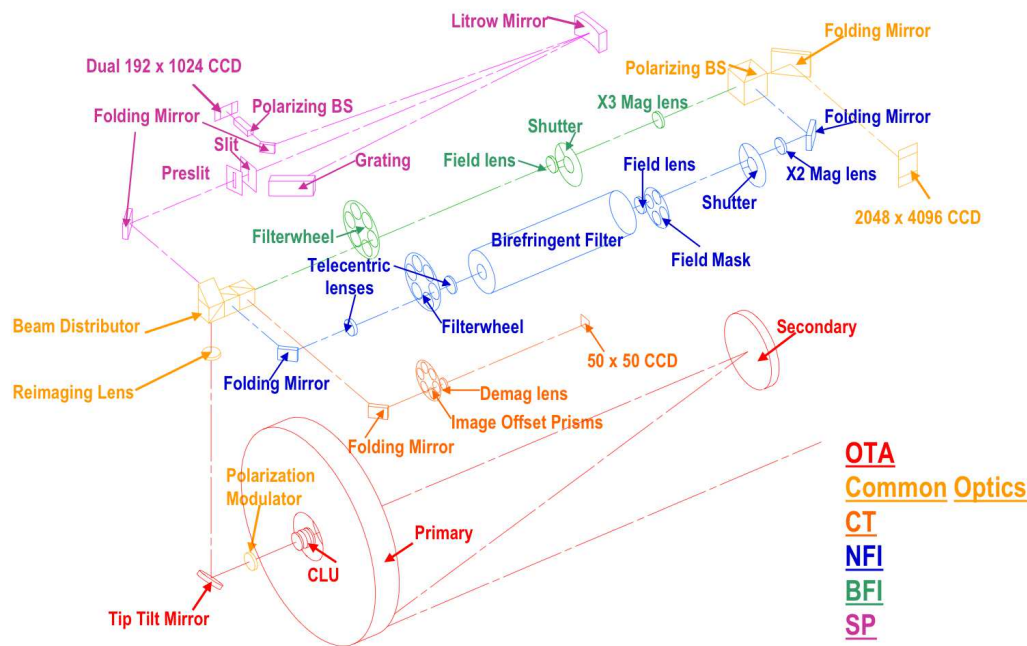 Litrow Mirror
Folding Mirror
Dual 192 x 1024 CCD
Polarizing BS
Polarizing BS
X3 Mag lens
Folding Mirror
Shutter
Folding Mirror
Slit
Grating
Field lens
Field lens
Preslit
X2 Mag lens
Shutter
2048 x 4096 CCD
Filterwheel
Birefringent Filter
Field Mask
Telecentric
lenses
Beam Distributor
Filterwheel
Secondary
50 x 50 CCD
Reimaging Lens
Folding Mirror
Demag lens
Image Offset Prisms
Folding Mirror
OTA
Polarization
Modulator
Common Optics
CT
Primary
NFI
CLU
BFI
Tip Tilt Mirror
SP